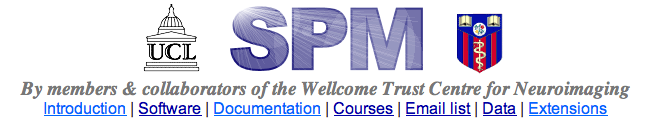 UCL SPM
By members & collaborators of the Wellcome Trust Centre for Neuroimaging
Introduction | Software | Documentation | Courses | Email list | Data | Extensions